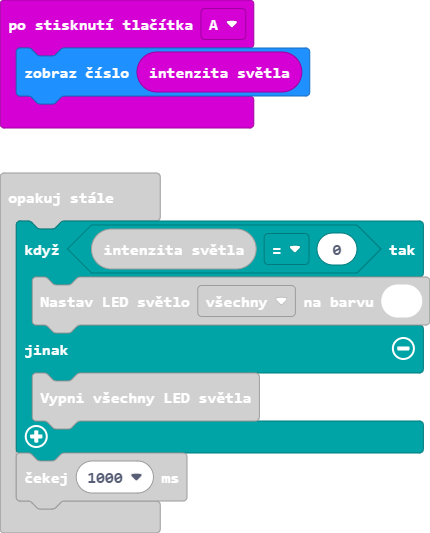 po stisknutí tlačítka A
zobraz číslo intenzita světla
opakuj stále
když intenzita světla = 0 tak
Nastav LED světlo všechny na barvu
jinak
Vypni všechny LED světla
čekej 1000 ms